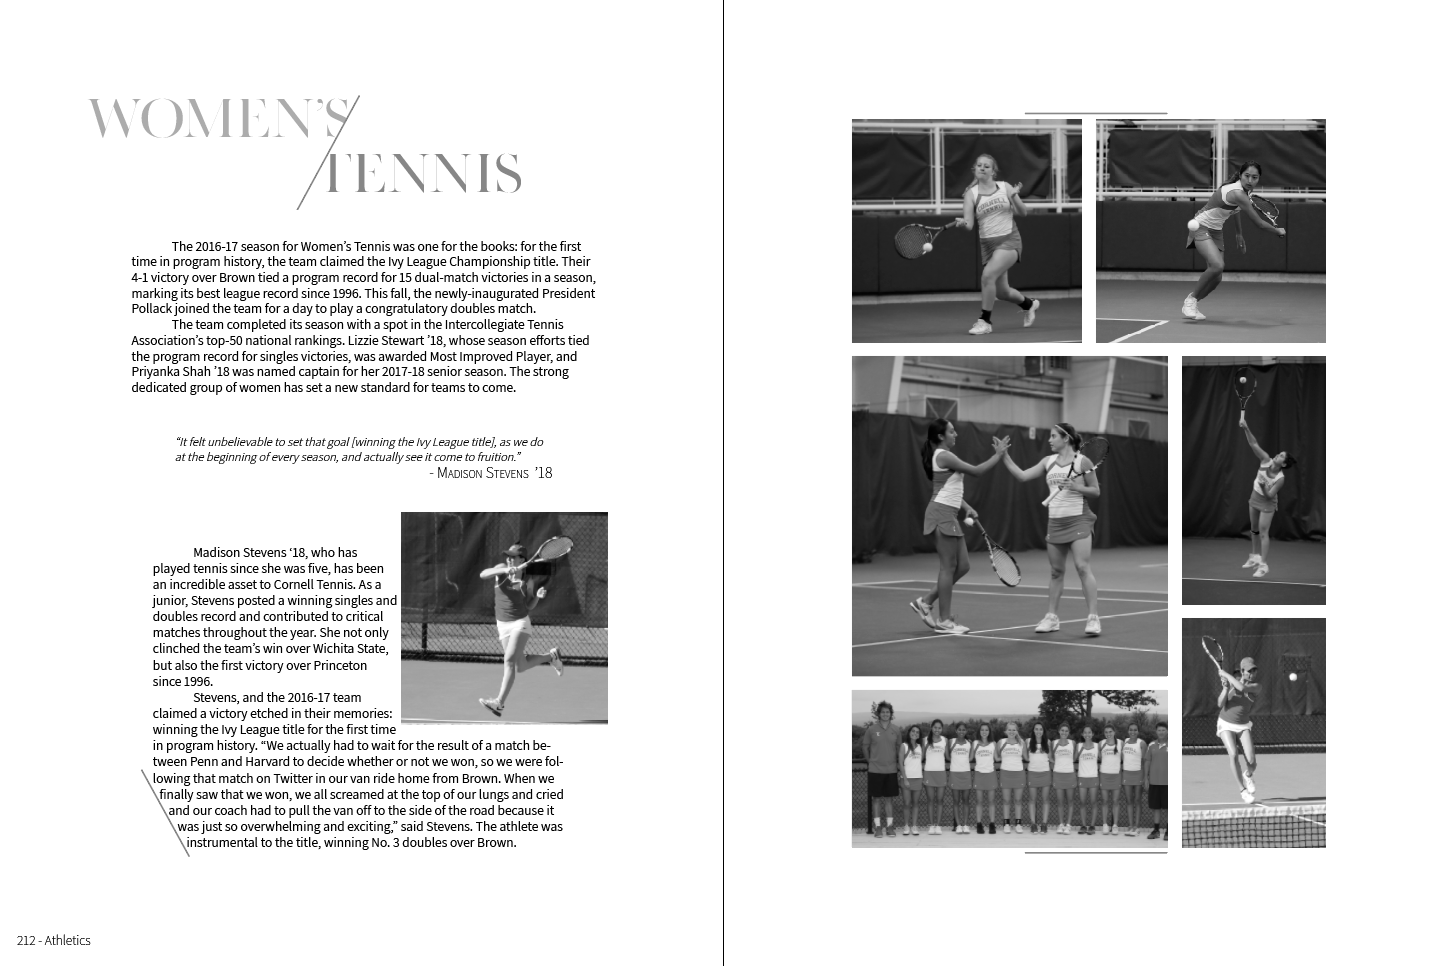 WOMEN'S
TENNIS
The 2016-17 season for Women's Tennis was one for the books: for the first
time in program history, the team claimed the Ivy League Championship title. Their
4-1 victory over Brown tied a program record for 15 dual-match victories in a season,
marking its best league record since 1996. This fall, the newly-inaugurated President
Pollack joined the team for a day to play a congratulatory doubles match.
The team completed its season with a spot in the Intercollegiate Tennis
Association's top-50 national rankings. Lizzie Stewart '18, whose season efforts tied
the program record for singles victories, was awarded Most Improved Player, and
Priyanka Shah '18 was named captain for her 2017-18 senior season. The strong
dedicated group of women has set a new standard for teams to come.
“It felt unbelievable to set that goal [winning the Ivy League title], as we do
at the beginning of every season, and actually see it come to fruition.”
- Madison Stevens ’18
Madison Stevens ‘18, who has
played tennis since she was five, has been
an incredible asset to Cornell Tennis. As a
junior, Stevens posted a winning singles and
doubles record and contributed to critical
matches throughout the year. She not only
clinched the team's win over Wichita State,
but also the first victory over Princeton
since 1996.
Stevens, and the 2016-17 team
claimed a victory etched in their memories:
winning the Ivy League title for the first time
in program history. “We actually had to wait for the result of a match be-
tween Penn and Harvard to decide whether or not we won, so we were fol-
lowing that match on Twitter in our van ride home from Brown. When we
finally saw that we won, we all screamed at the top of our lungs and cried
and our coach had to pull the van off to the side of the road because it
was just so overwhelming and exciting,” said Stevens. The athlete was
instrumental to the title, winning No. 3 doubles over Brown.
212 - Athletics